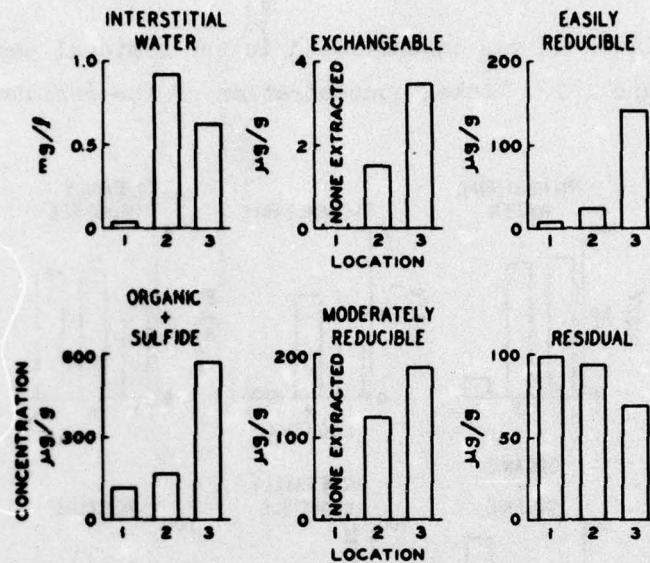 INTERSTITIAL
WATER
EXCHANGEABLE
EASILY
REDUCIBLE
1.0
0.5
0
mg/l
1 2 3
4
2
0
µg/g
NONE EXTRACTED
1 2 3
LOCATION
200
100
0
µg/g
1 2 3
ORGANIC
+
SULFIDE
MODERATELY
REDUCIBLE
RESIDUAL
CONCENTRATION
µg/g
600
300
0
1 2 3
200
100
0
µg/g
NONE EXTRACTED
1 2 3
LOCATION
100
50
0
µg/g
1 2 3